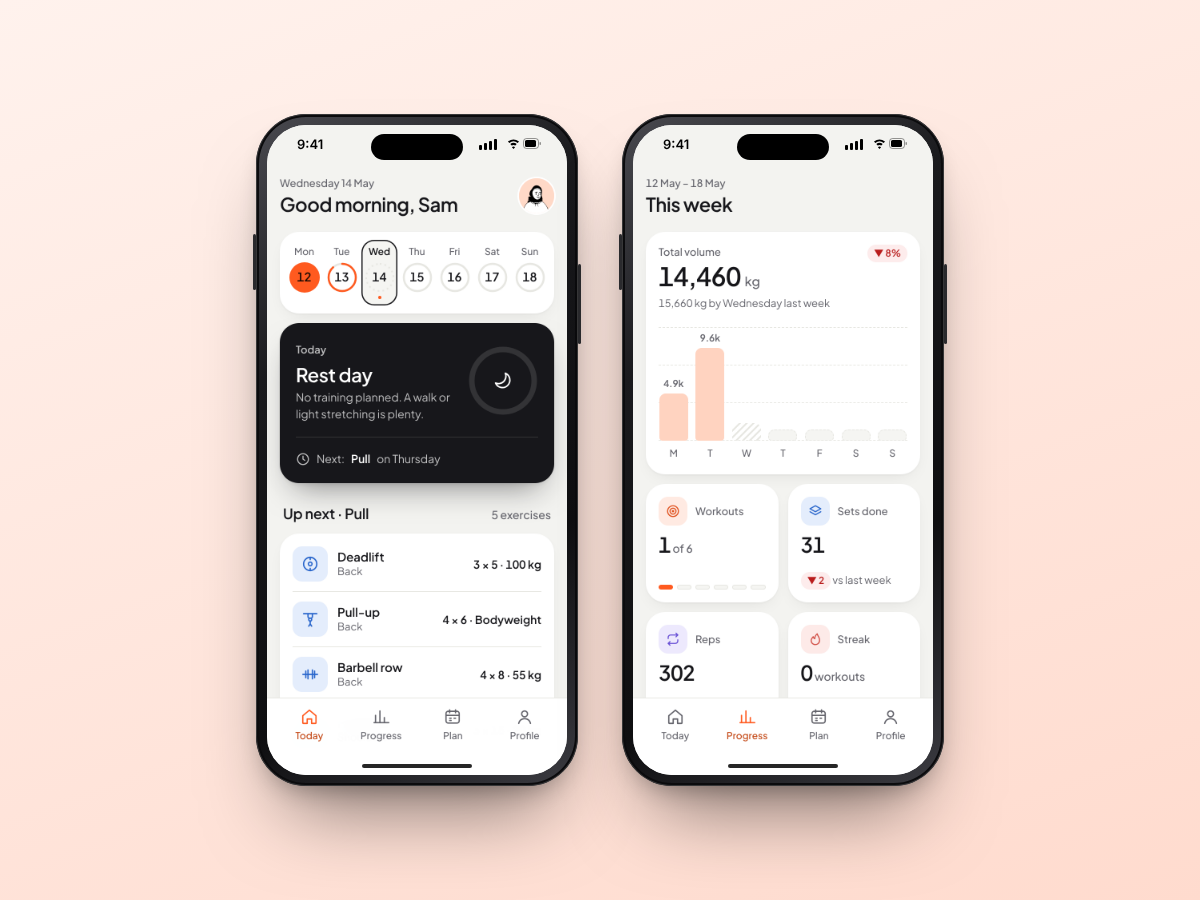 9:41
Wednesday 14 May
Good morning, Sam
Mon Tue Wed Thu Fri Sat Sun
12 13 14 15 16 17 18
Today
Rest day
No training planned. A walk or
light stretching is plenty.
Next: Pull on Thursday
Up next · Pull
5 exercises
Deadlift
Back
3 × 5 · 100 kg
Pull-up
Back
4 × 6 · Bodyweight
Barbell row
Back
4 × 8 · 55 kg
Today Progress Plan Profile
9:41
12 May – 18 May
This week
Total volume
▼ 8%
14,460 kg
15,660 kg by Wednesday last week
9.6k
4.9k
M T W T F S S
Workouts
1 of 6
Sets done
31
▼ 2 vs last week
Reps
302
Streak
0 workouts
Today Progress Plan Profile